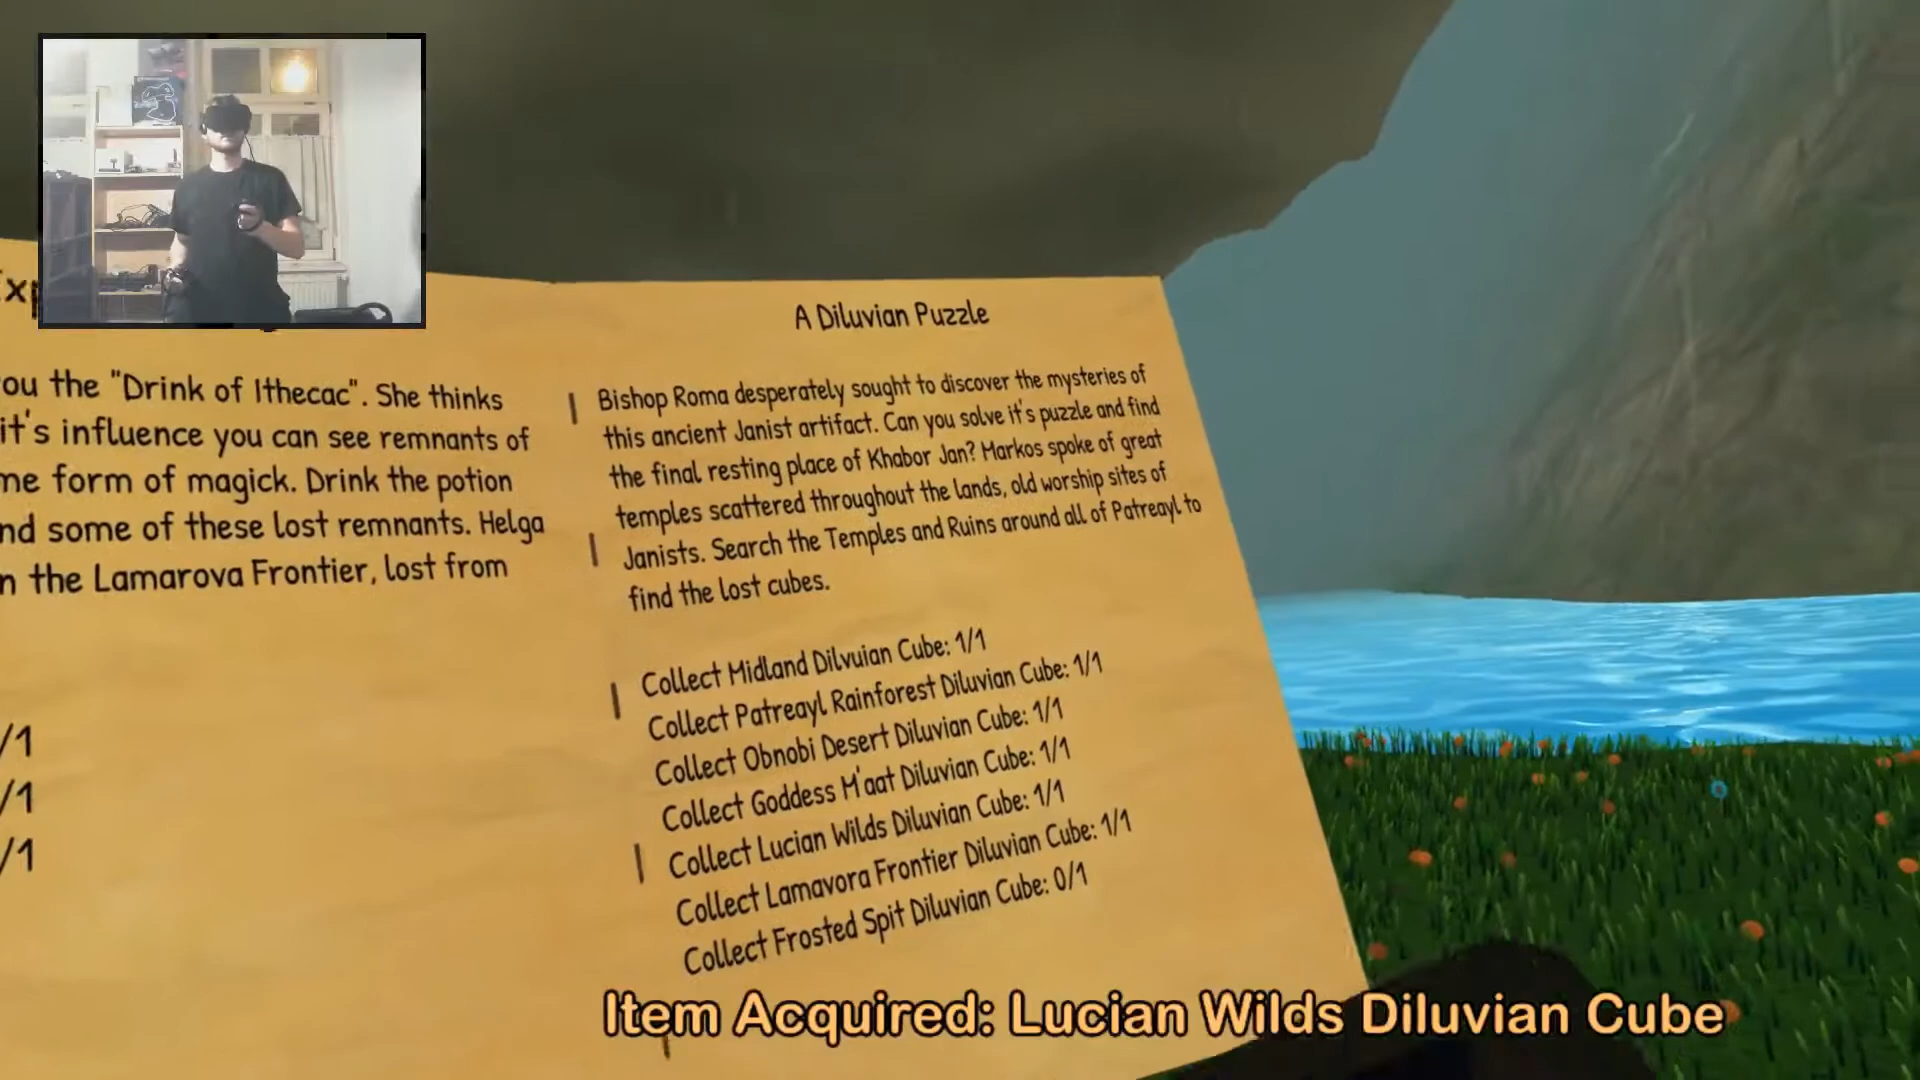 ou the "Drink of Ithecac". She thinks
it's influence you can see remnants of
me form of magick. Drink the potion
nd some of these lost remnants. Helga
n the Lamarova Frontier, lost from
/1
/1
/1
A Diluvian Puzzle
Bishop Roma desperately sought to discover the mysteries of
this ancient Janist artifact. Can you solve it's puzzle and find
the final resting place of Khabor Jan? Markos spoke of great
temples scattered throughout the lands, old worship sites of
Janists. Search the Temples and Ruins around all of Patreayl to
find the lost cubes.
Collect Midland Dilvuian Cube: 1/1
Collect Patreayl Rainforest Diluvian Cube: 1/1
Collect Obnobi Desert Diluvian Cube: 1/1
Collect Goddess M'aat Diluvian Cube: 1/1
Collect Lucian Wilds Diluvian Cube: 1/1
Collect Lamavora Frontier Diluvian Cube: 1/1
Collect Frosted Spit Diluvian Cube: 0/1
Item Acquired: Lucian Wilds Diluvian Cube